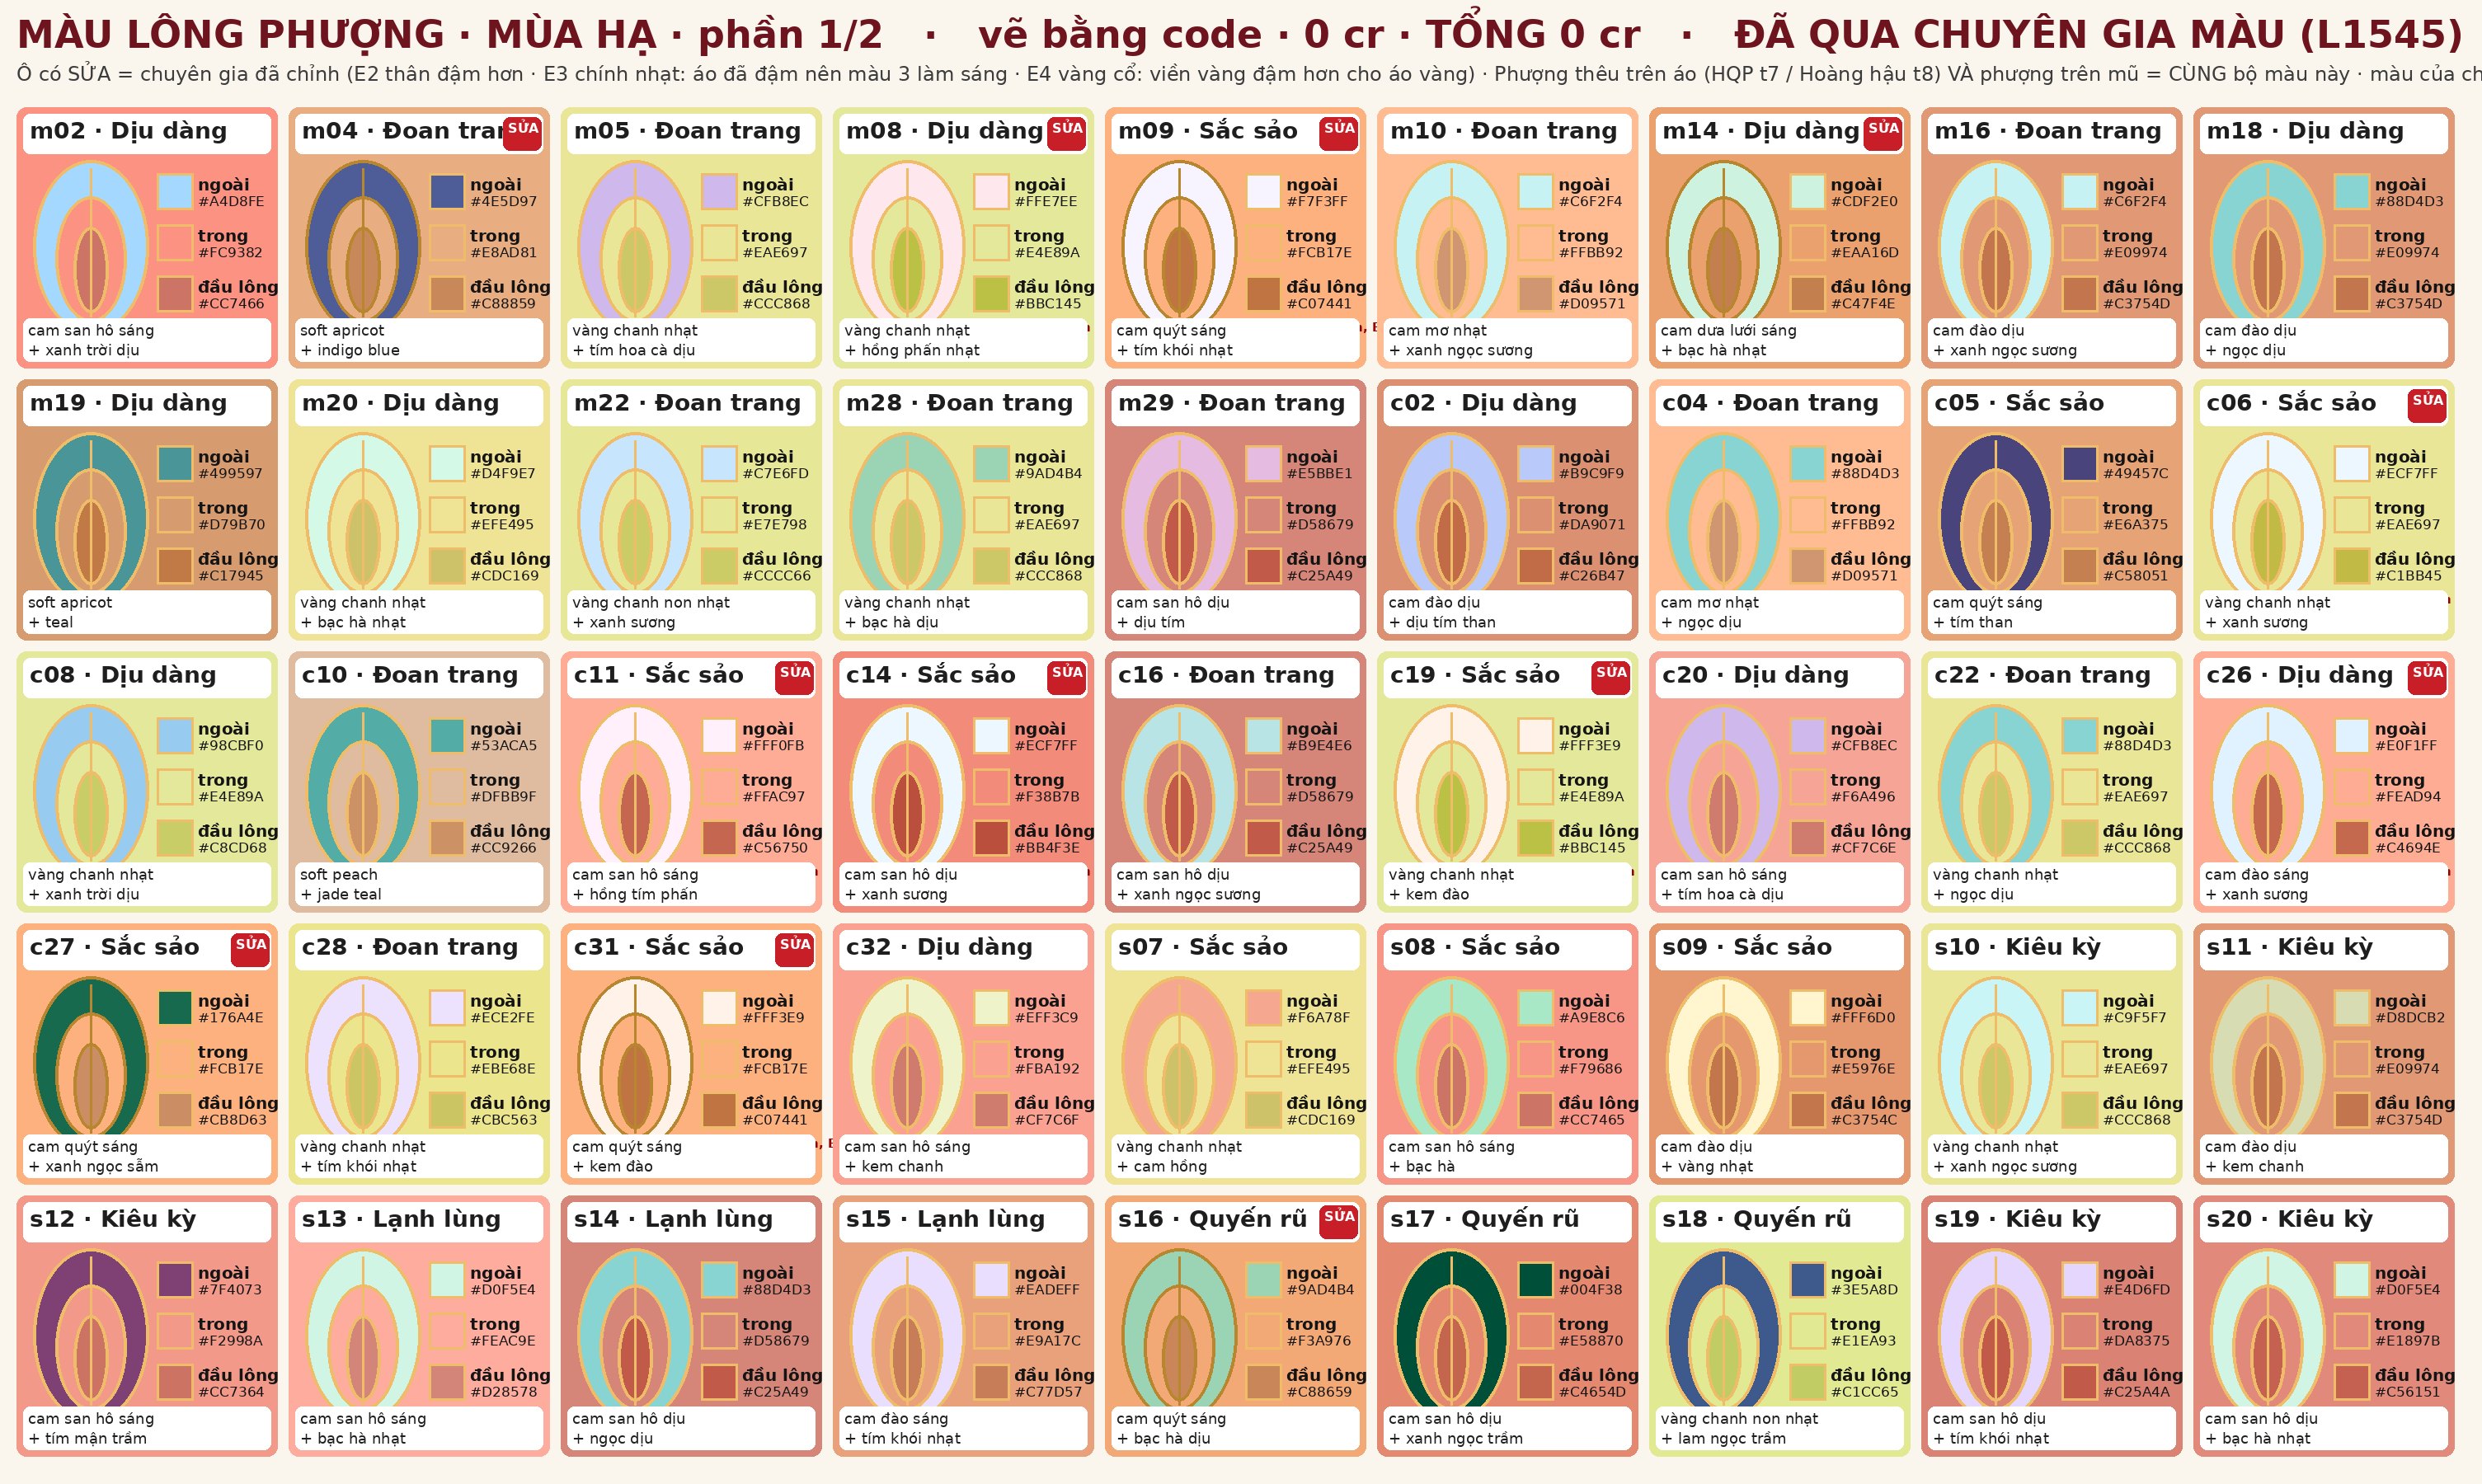 MÀU LÔNG PHƯỢNG · MÙA HẠ · phần 1/2 · vẽ bằng code · 0 cr · TỔNG 0 cr · ĐÃ QUA CHUYÊN GIA MÀU (L1545)
Ô có SỬA = chuyên gia đã chỉnh (E2 thân đậm hơn · E3 chính nhạt: áo đã đậm nên màu 3 làm sáng · E4 vàng cổ: viền vàng đậm hơn cho áo vàng) · Phượng thêu trên áo (HQP t7 / Hoàng hậu t8) VÀ phượng trên mũ = CÙNG bộ màu này · màu của ch
m02 · Dịu dàng
ngoài
#A4D8FE
trong
#FC9382
đầu lông
#CC7466
cam san hô sáng
+ xanh trời dịu
m04 · Đoan tran
SỬA
ngoài
#4E5D97
trong
#E8AD81
đầu lông
#C88859
soft apricot
+ indigo blue
m05 · Đoan trang
ngoài
#CFB8EC
trong
#EAE697
đầu lông
#CCC868
vàng chanh nhạt
+ tím hoa cà dịu
m08 · Dịu dàng
SỬA
ngoài
#FFE7EE
trong
#E4E89A
đầu lông
#BBC145
vàng chanh nhạt
+ hồng phấn nhạt
m09 · Sắc sảo
SỬA
ngoài
#F7F3FF
trong
#FCB17E
đầu lông
#C07441
cam quýt sáng
+ tím khói nhạt
m10 · Đoan trang
ngoài
#C6F2F4
trong
#FFBB92
đầu lông
#D09571
cam mơ nhạt
+ xanh ngọc sương
m14 · Dịu dàng
SỬA
ngoài
#CDF2E0
trong
#EAA16D
đầu lông
#C47F4E
cam dưa lưới sáng
+ bạc hà nhạt
m16 · Đoan trang
ngoài
#C6F2F4
trong
#E09974
đầu lông
#C3754D
cam đào dịu
+ xanh ngọc sương
m18 · Dịu dàng
ngoài
#88D4D3
trong
#E09974
đầu lông
#C3754D
cam đào dịu
+ ngọc dịu
m19 · Dịu dàng
ngoài
#499597
trong
#D79B70
đầu lông
#C17945
soft apricot
+ teal
m20 · Dịu dàng
ngoài
#D4F9E7
trong
#EFE495
đầu lông
#CDC169
vàng chanh nhạt
+ bạc hà nhạt
m22 · Đoan trang
ngoài
#C7E6FD
trong
#E7E798
đầu lông
#CCCC66
vàng chanh non nhạt
+ xanh sương
m28 · Đoan trang
ngoài
#9AD4B4
trong
#EAE697
đầu lông
#CCC868
vàng chanh nhạt
+ bạc hà dịu
m29 · Đoan trang
ngoài
#E5BBE1
trong
#D58679
đầu lông
#C25A49
cam san hô dịu
+ dịu tím
c02 · Dịu dàng
ngoài
#B9C9F9
trong
#DA9071
đầu lông
#C26B47
cam đào dịu
+ dịu tím than
c04 · Đoan trang
ngoài
#88D4D3
trong
#FFBB92
đầu lông
#D09571
cam mơ nhạt
+ ngọc dịu
c05 · Sắc sảo
ngoài
#49457C
trong
#E6A375
đầu lông
#C58051
cam quýt sáng
+ tím than
c06 · Sắc sảo
SỬA
ngoài
#ECF7FF
trong
#EAE697
đầu lông
#C1BB45
vàng chanh nhạt
+ xanh sương
c08 · Dịu dàng
ngoài
#98CBF0
trong
#E4E89A
đầu lông
#C8CD68
vàng chanh nhạt
+ xanh trời dịu
c10 · Đoan trang
ngoài
#53ACA5
trong
#DFBB9F
đầu lông
#CC9266
soft peach
+ jade teal
c11 · Sắc sảo
SỬA
ngoài
#FFF0FB
trong
#FFAC97
đầu lông
#C56750
cam san hô sáng
+ hồng tím phấn
c14 · Sắc sảo
SỬA
ngoài
#ECF7FF
trong
#F38B7B
đầu lông
#BB4F3E
cam san hô dịu
+ xanh sương
c16 · Đoan trang
ngoài
#B9E4E6
trong
#D58679
đầu lông
#C25A49
cam san hô dịu
+ xanh ngọc sương
c19 · Sắc sảo
SỬA
ngoài
#FFF3E9
trong
#E4E89A
đầu lông
#BBC145
vàng chanh nhạt
+ kem đào
c20 · Dịu dàng
ngoài
#CFB8EC
trong
#F6A496
đầu lông
#CF7C6E
cam san hô sáng
+ tím hoa cà dịu
c22 · Đoan trang
ngoài
#88D4D3
trong
#EAE697
đầu lông
#CCC868
vàng chanh nhạt
+ ngọc dịu
c26 · Dịu dàng
SỬA
ngoài
#E0F1FF
trong
#FEAD94
đầu lông
#C4694E
cam đào sáng
+ xanh sương
c27 · Sắc sảo
SỬA
ngoài
#176A4E
trong
#FCB17E
đầu lông
#CB8D63
cam quýt sáng
+ xanh ngọc sẫm
c28 · Đoan trang
ngoài
#ECE2FE
trong
#EBE68E
đầu lông
#CBC563
vàng chanh nhạt
+ tím khói nhạt
c31 · Sắc sảo
SỬA
ngoài
#FFF3E9
trong
#FCB17E
đầu lông
#C07441
cam quýt sáng
+ kem đào
c32 · Dịu dàng
ngoài
#EFF3C9
trong
#FBA192
đầu lông
#CF7C6F
cam san hô sáng
+ kem chanh
s07 · Sắc sảo
ngoài
#F6A78F
trong
#EFE495
đầu lông
#CDC169
vàng chanh nhạt
+ cam hồng
s08 · Sắc sảo
ngoài
#A9E8C6
trong
#F79686
đầu lông
#CC7465
cam san hô sáng
+ bạc hà
s09 · Sắc sảo
ngoài
#FFF6D0
trong
#E5976E
đầu lông
#C3754C
cam đào dịu
+ vàng nhạt
s10 · Kiêu kỳ
ngoài
#C9F5F7
trong
#EAE697
đầu lông
#CCC868
vàng chanh nhạt
+ xanh ngọc sương
s11 · Kiêu kỳ
ngoài
#D8DCB2
trong
#E09974
đầu lông
#C3754D
cam đào dịu
+ kem chanh
s12 · Kiêu kỳ
ngoài
#7F4073
trong
#F2998A
đầu lông
#CC7364
cam san hô sáng
+ tím mận trầm
s13 · Lạnh lùng
ngoài
#D0F5E4
trong
#FEAC9E
đầu lông
#D28578
cam san hô sáng
+ bạc hà nhạt
s14 · Lạnh lùng
ngoài
#88D4D3
trong
#D58679
đầu lông
#C25A49
cam san hô dịu
+ ngọc dịu
s15 · Lạnh lùng
ngoài
#EADEFF
trong
#E9A17C
đầu lông
#C77D57
cam đào sáng
+ tím khói nhạt
s16 · Quyến rũ
SỬA
ngoài
#9AD4B4
trong
#F3A976
đầu lông
#C88659
cam quýt sáng
+ bạc hà dịu
s17 · Quyến rũ
ngoài
#004F38
trong
#E58870
đầu lông
#C4654D
cam san hô dịu
+ xanh ngọc trầm
s18 · Quyến rũ
ngoài
#3E5A8D
trong
#E1EA93
đầu lông
#C1CC65
vàng chanh non nhạt
+ lam ngọc trầm
s19 · Kiêu kỳ
ngoài
#E4D6FD
trong
#DA8375
đầu lông
#C25A4A
cam san hô dịu
+ tím khói nhạt
s20 · Kiêu kỳ
ngoài
#D0F5E4
trong
#E1897B
đầu lông
#C56151
cam san hô dịu
+ bạc hà nhạt